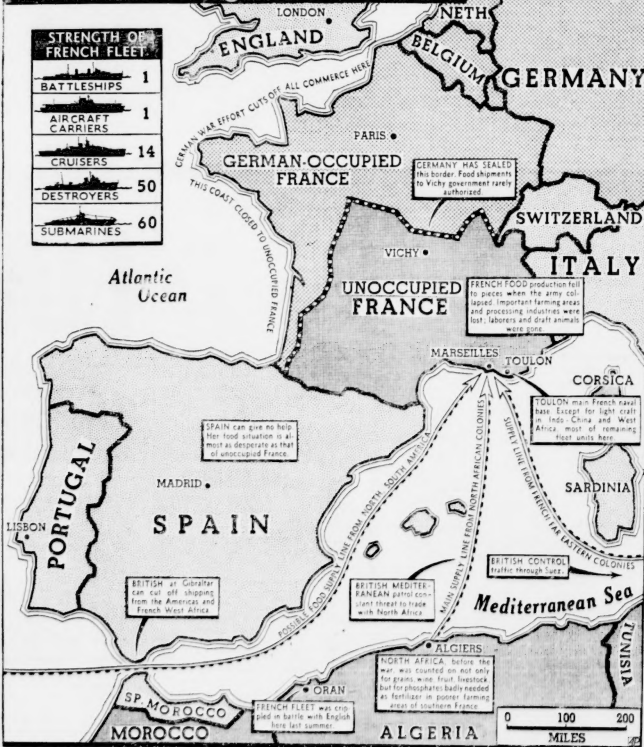 STRENGTH OF
FRENCH FLEET
BATTLESHIPS 1
AIRCRAFT
CARRIERS 1
CRUISERS 14
DESTROYERS 50
SUBMARINES 60
LONDON
ENGLAND
NETH
BELGIUM
GERMANY
GERMAN WAR EFFORT CUTS OFF ALL COMMERCE HERE
PARIS
GERMAN-OCCUPIED
FRANCE
GERMANY HAS SEALED
this border. Food shipments
to Vichy government rarely
authorized.
THIS COAST CLOSED TO UNOCCUPIED FRANCE
SWITZERLAND
ITALY
VICHY
UNOCCUPIED
FRANCE
Atlantic
Ocean
FRENCH FOOD production fell
to pieces when the army col-
lapsed. Important farming areas
and processing industries were
lost; laborers and draft animals
were gone.
MARSEILLES
TOULON
CORSICA
TOULON main French naval
base. Except for light craft
in Indo-China and West
Africa, most of remaining
fleet units here.
SPAIN can give no help.
Her food situation is al-
most as desperate as that
of unoccupied France.
PORTUGAL
MADRID
SPAIN
LISBON
SARDINIA
POSSIBLE FOOD SUPPLY LINE FROM NORTH, SOUTH AMERICA
MAIN SUPPLY LINE FROM NORTH AFRICAN COLONIES
SUPPLY LINE FROM FRENCH FAR EASTERN COLONIES
BRITISH CONTROL
traffic through Suez.
BRITISH at Gibraltar
can cut off shipping
from the Americas and
French West Africa.
BRITISH MEDITER-
RANEAN patrol con-
stant threat to trade
with North Africa.
Mediterranean Sea
ALGIERS
NORTH AFRICA, before the
war, was counted on not only
for grains, wine, fruit, livestock,
but for phosphates badly needed
as fertilizer in poorer farming
areas of southern France.
TUNISIA
ORAN
SP. MOROCCO
FRENCH FLEET was crip-
pled in battle with English
here last summer.
MOROCCO
ALGERIA
0 100 200
MILES